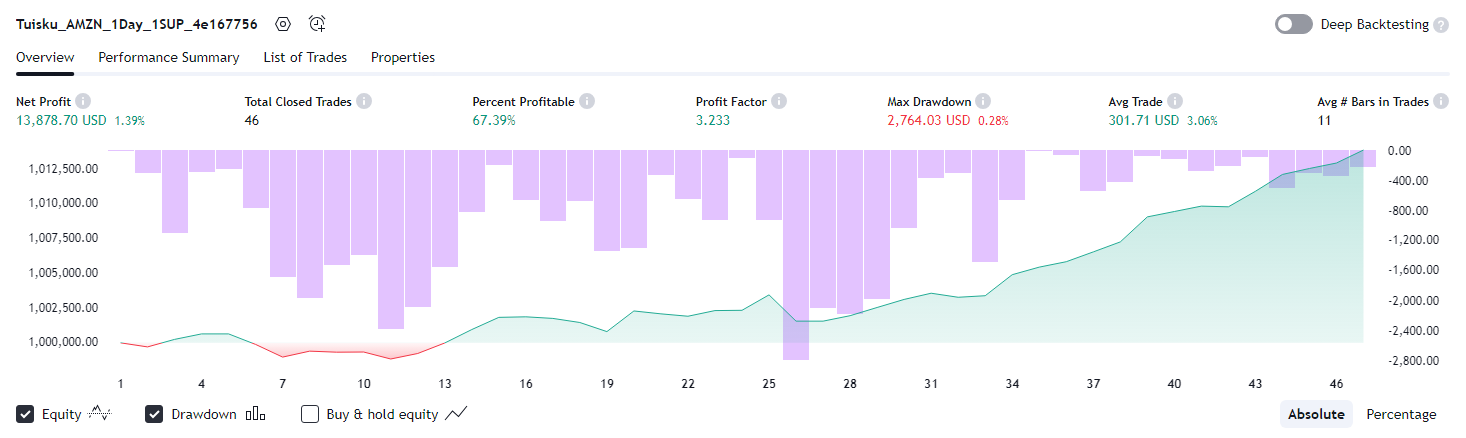 Tuisku_AMZN_1Day_1SUP_4e167756
Deep Backtesting ?
Overview Performance Summary List of Trades Properties
Net Profit i Total Closed Trades i Percent Profitable i Profit Factor i Max Drawdown i Avg Trade i Avg # Bars in Trades i
13,878.70 USD 1.39% 46 67.39% 3.233 2,764.03 USD 0.28% 301.71 USD 3.06% 11
0.00
1,012,500.00
-400.00
1,010,000.00
-800.00
1,007,500.00
-1,200.00
1,005,000.00
-1,600.00
1,002,500.00
-2,000.00
-2,400.00
1,000,000.00
-2,800.00
1 4 7 10 13 16 19 22 25 28 31 34 37 40 43 46
Equity Drawdown Buy & hold equity Absolute Percentage